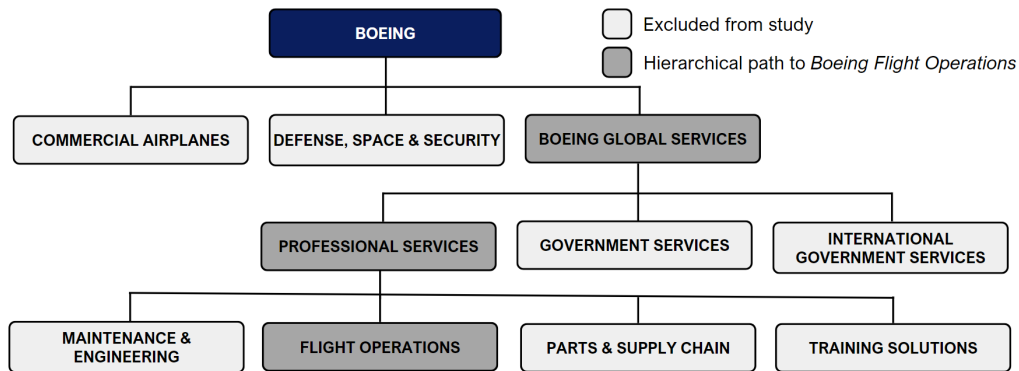 BOEING
Excluded from study
Hierarchical path to Boeing Flight Operations
COMMERCIAL AIRPLANES
DEFENSE, SPACE & SECURITY
BOEING GLOBAL SERVICES
PROFESSIONAL SERVICES
GOVERNMENT SERVICES
INTERNATIONAL
GOVERNMENT SERVICES
MAINTENANCE &
ENGINEERING
FLIGHT OPERATIONS
PARTS & SUPPLY CHAIN
TRAINING SOLUTIONS